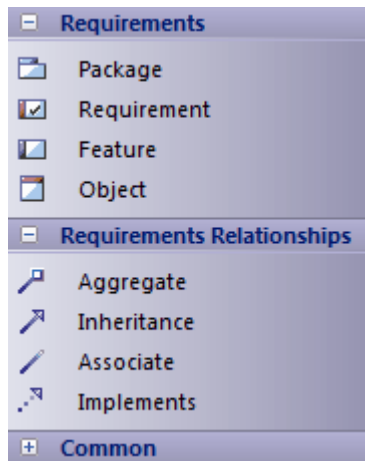 Requirements
Package
Requirement
Feature
Object
Requirements Relationships
Aggregate
Inheritance
Associate
Implements
Common